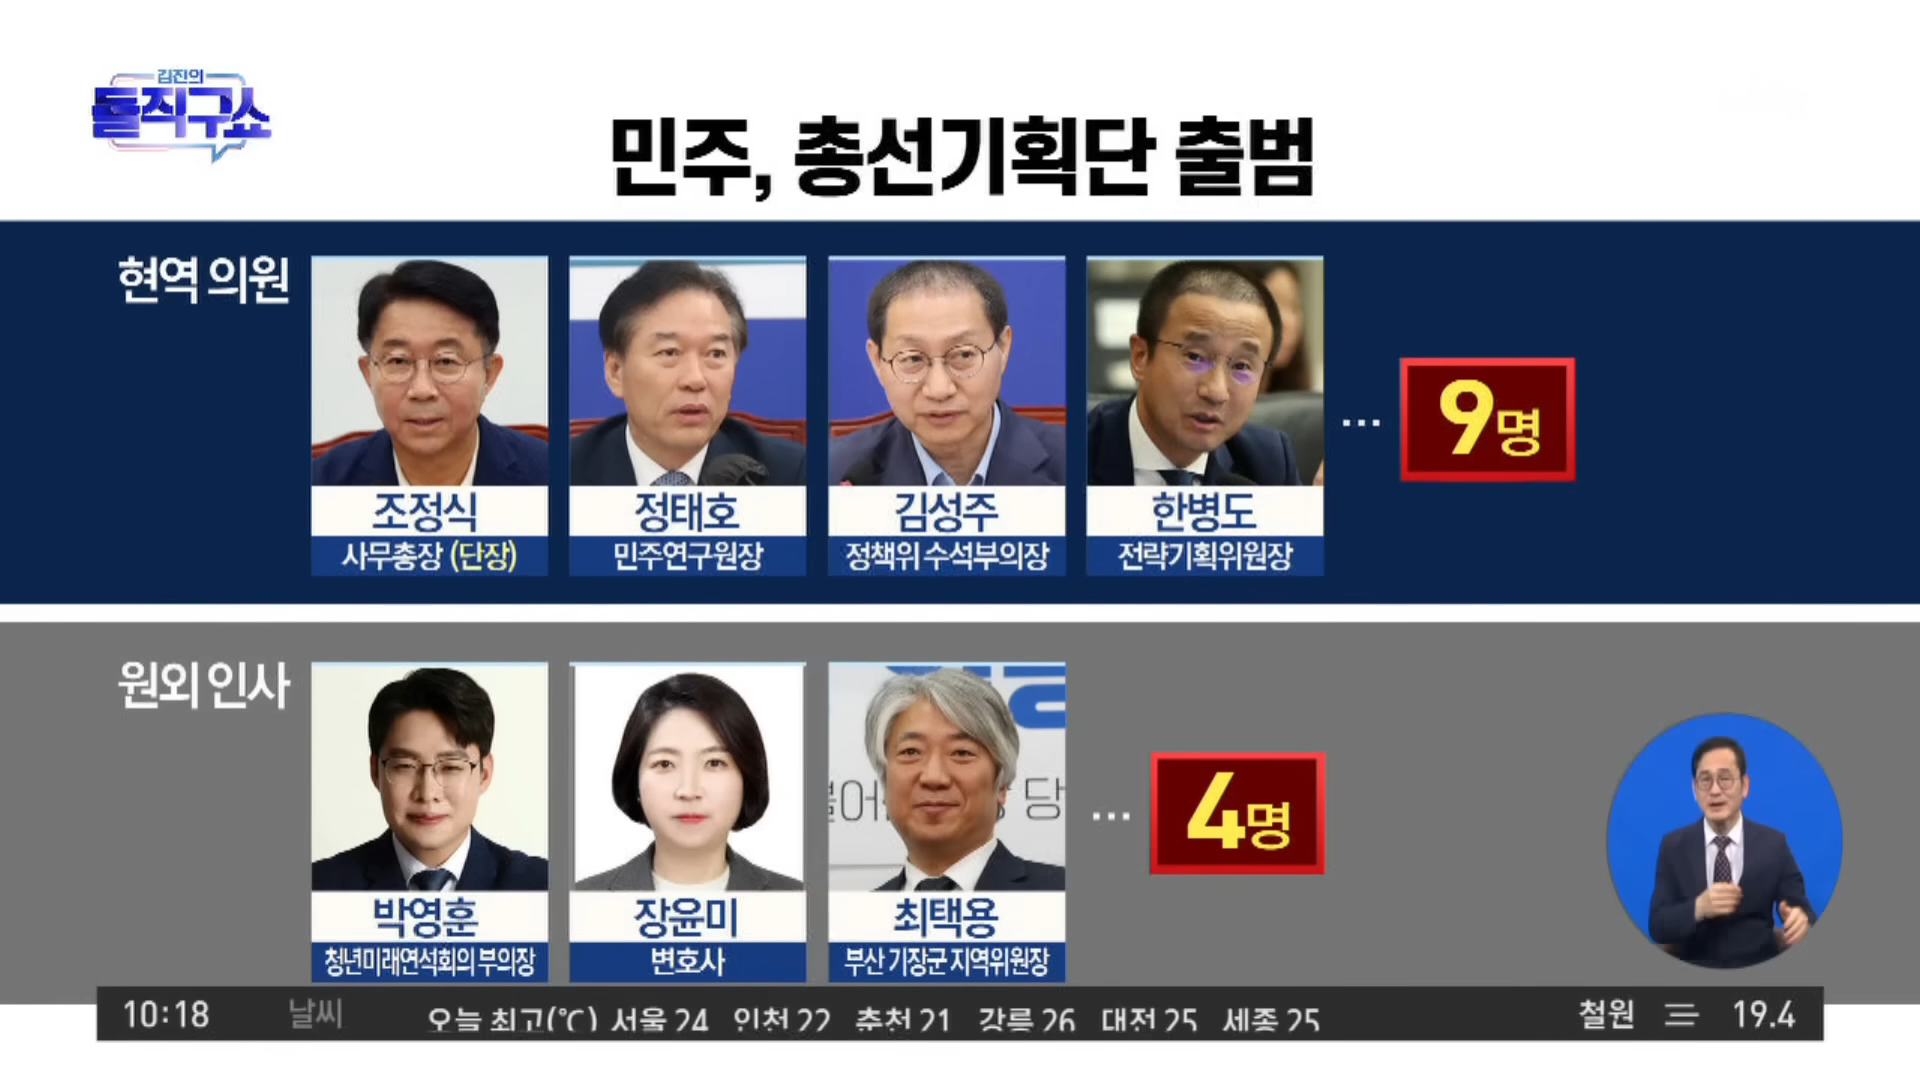 김진의
돌직구쇼
민주, 총선기획단 출범
현역 의원
조정식
사무총장 (단장)
정태호
민주연구원장
김성주
정책위 수석부의장
한병도
전략기획위원장
... 9명
원외 인사
박영훈
청년미래연석회의 부의장
장윤미
변호사
최택용
부산 기장군 지역위원장
... 4명
당
10:18 날씨 오늘 최고(℃) 서울 24 인천 22 춘천 21 강릉 26 대전 25 세종 25 철원 19.4